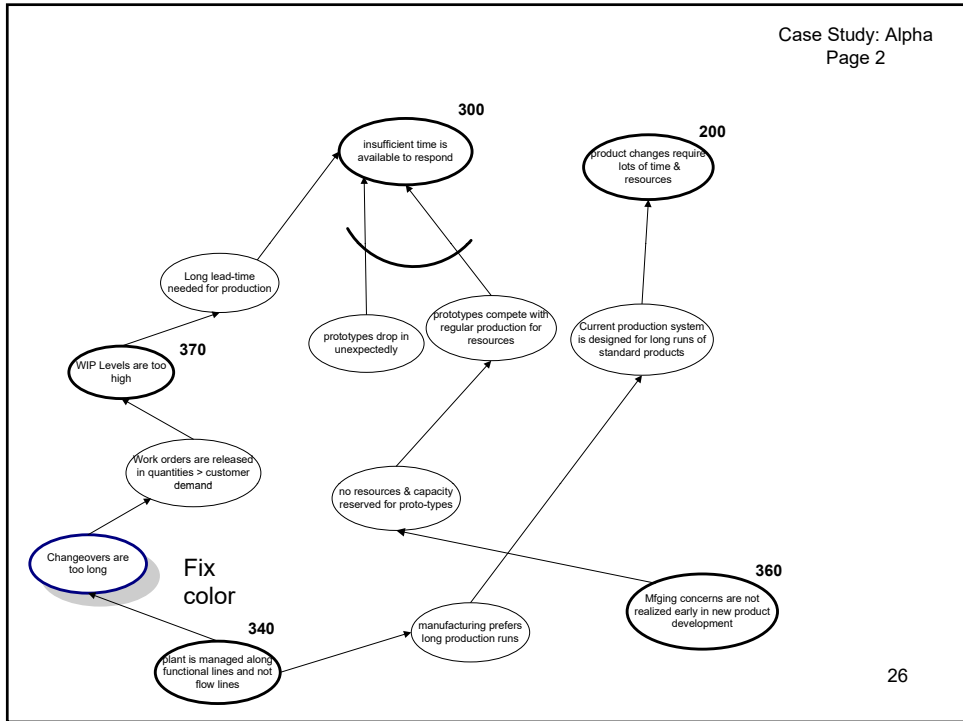 Case Study: Alpha
Page 2
300
insufficient time is
available to respond
200
product changes require
lots of time &
resources
Long lead-time
needed for production
prototypes drop in
unexpectedly
prototypes compete with
regular production for
resources
Current production system
is designed for long runs of
standard products
370
WIP Levels are too
high
Work orders are released
in quantities > customer
demand
no resources & capacity
reserved for proto-types
Changeovers are
too long
Fix
color
360
Mfging concerns are not
realized early in new product
development
340
plant is managed along
functional lines and not
flow lines
manufacturing prefers
long production runs
26